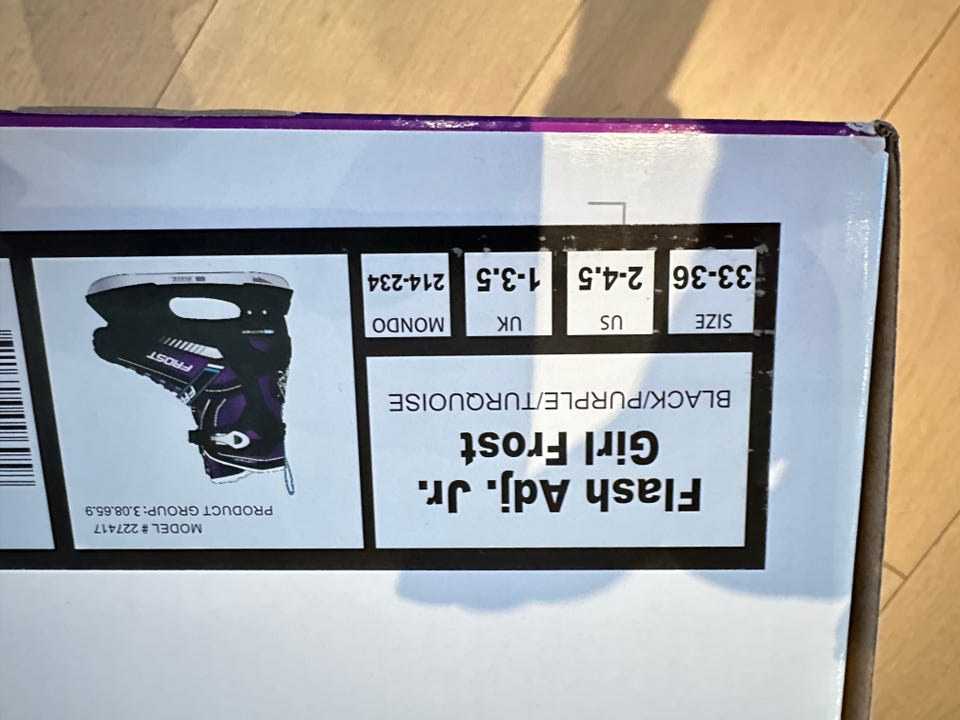 Flash Adj. Jr.
Girl Frost
BLACK/PURPLE/TURQUOISE
SIZE
33-36
US
2-4.5
UK
1-3.5
MONDO
214-234
MODEL # 227417
PRODUCT GROUP: 3.08.65.9
FROST